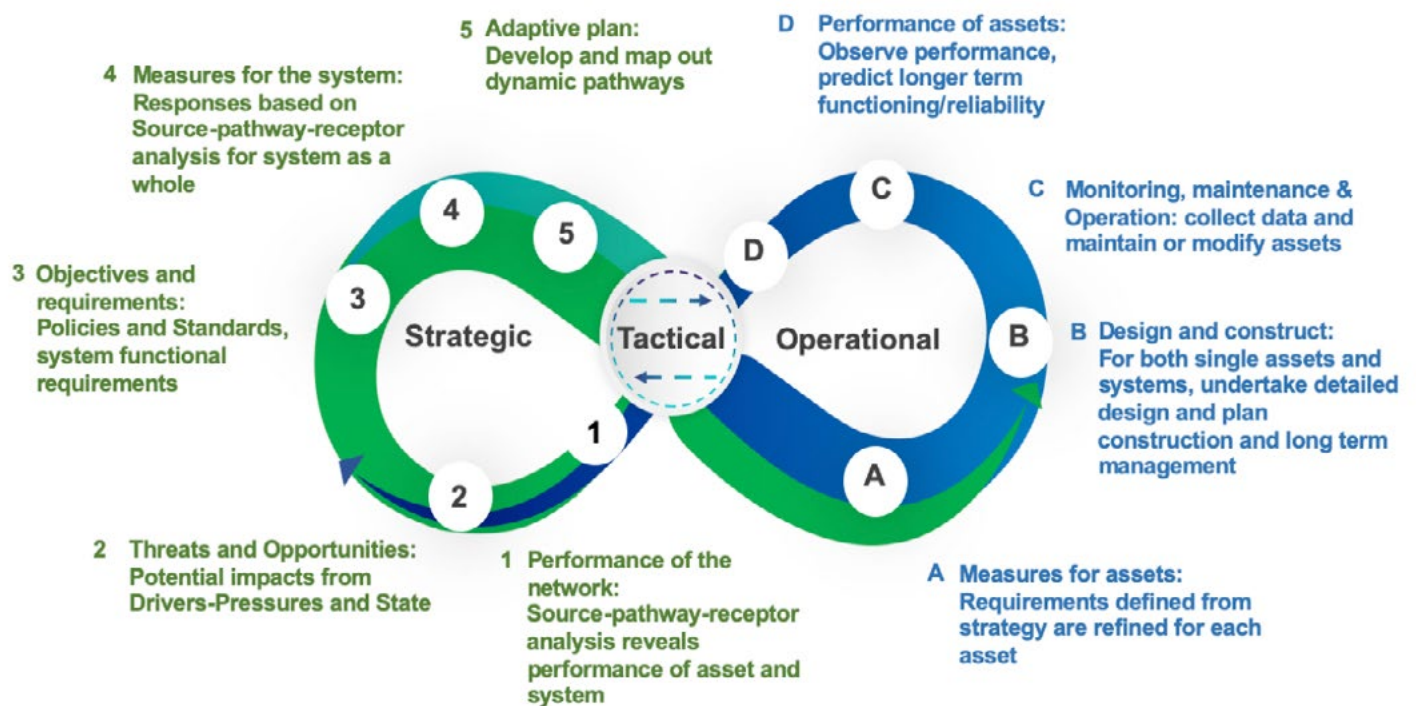 5 Adaptive plan:
Develop and map out
dynamic pathways
D Performance of assets:
Observe performance,
predict longer term
functioning/reliability
4 Measures for the system:
Responses based on
Source-pathway-receptor
analysis for system as a
whole
C Monitoring, maintenance &
Operation: collect data and
maintain or modify assets
3 Objectives and
requirements:
Policies and Standards,
system functional
requirements
B Design and construct:
For both single assets and
systems, undertake detailed
design and plan
construction and long term
management
4
5
3
Strategic
2
1
Tactical
D
C
Operational
B
A
2 Threats and Opportunities:
Potential impacts from
Drivers-Pressures and State
1 Performance of the
network:
Source-pathway-receptor
analysis reveals
performance of asset and
system
A Measures for assets:
Requirements defined from
strategy are refined for each
asset